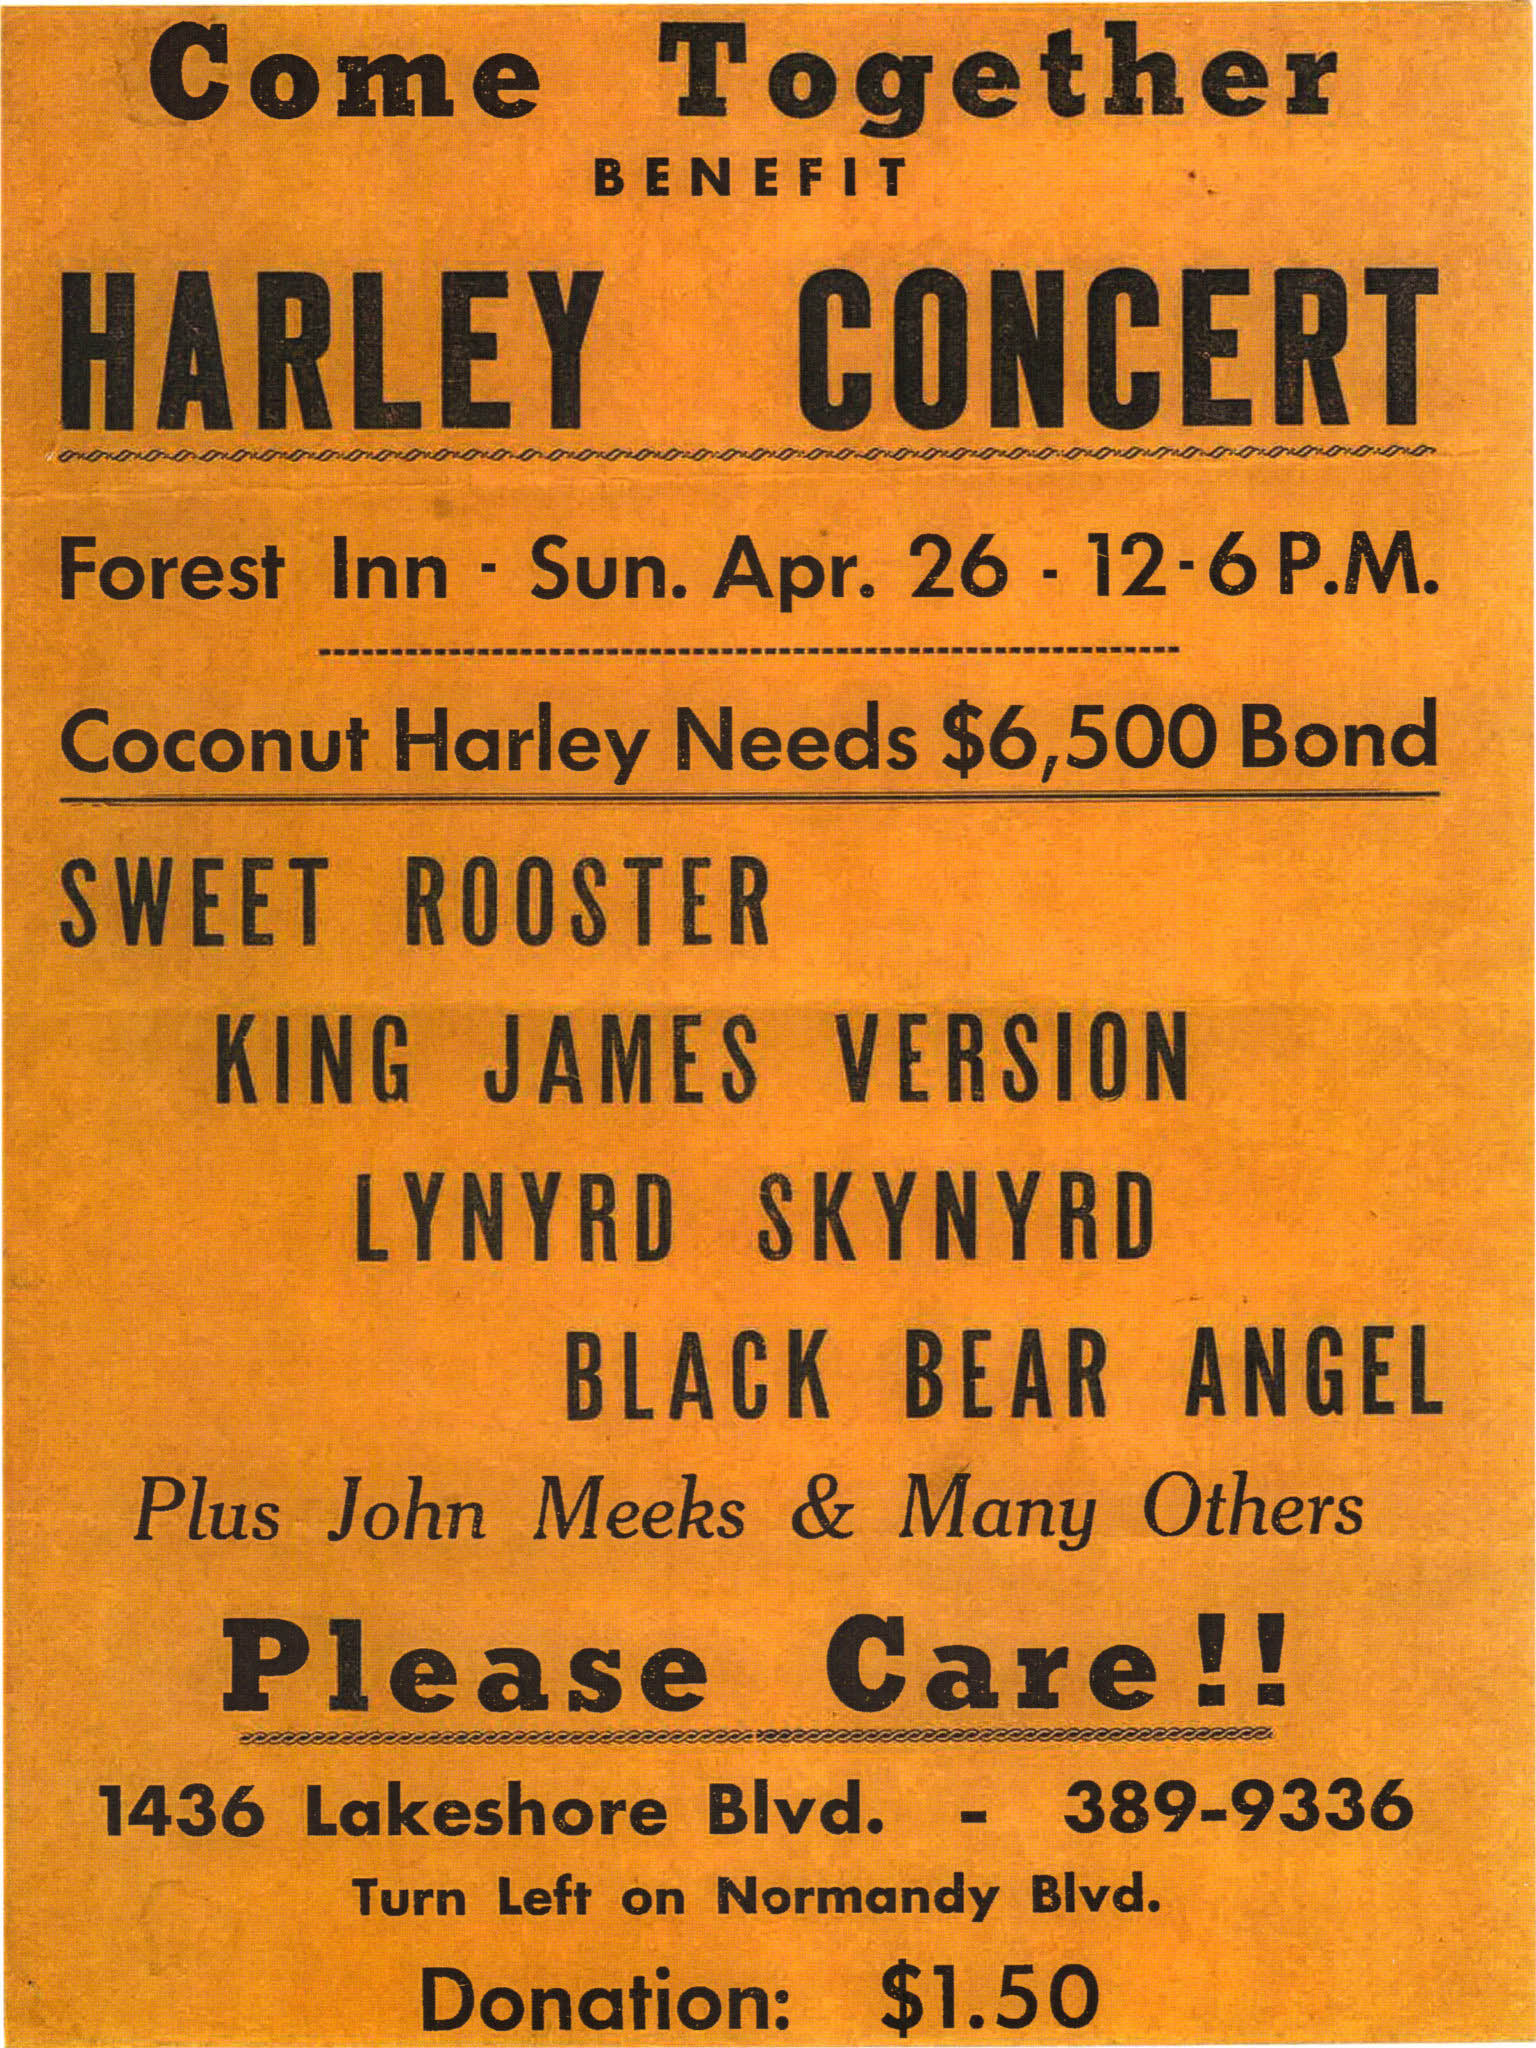 Come Together
BENEFIT
HARLEY CONCERT
Forest Inn - Sun. Apr. 26 - 12-6 P.M.
Coconut Harley Needs $6,500 Bond
SWEET ROOSTER
KING JAMES VERSION
LYNYRD SKYNYRD
BLACK BEAR ANGEL
Plus John Meeks & Many Others
Please Care!!
1436 Lakeshore Blvd. - 389-9336
Turn Left on Normandy Blvd.
Donation: $1.50